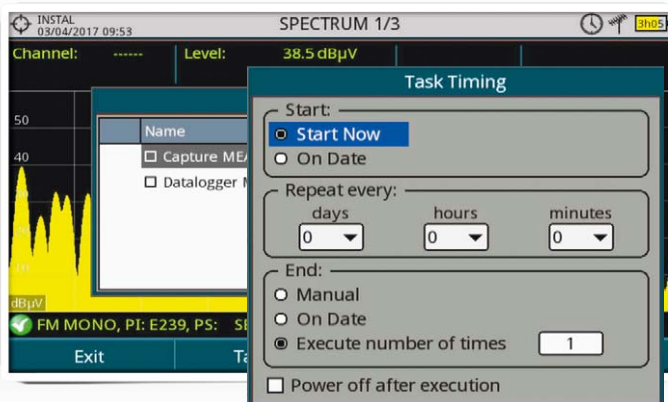 INSTAL
03/04/2017 09:53
SPECTRUM 1/3
3h05
Channel: ------ Level: 38.5 dBµV
Task Timing
Start:
Start Now
On Date
Repeat every:
days hours minutes
0 0 0
End:
Manual
On Date
Execute number of times 1
Power off after execution
Name
Capture
Datalogger
50
40
10
dBµV
FM MONO, PI: E239, PS:
Exit